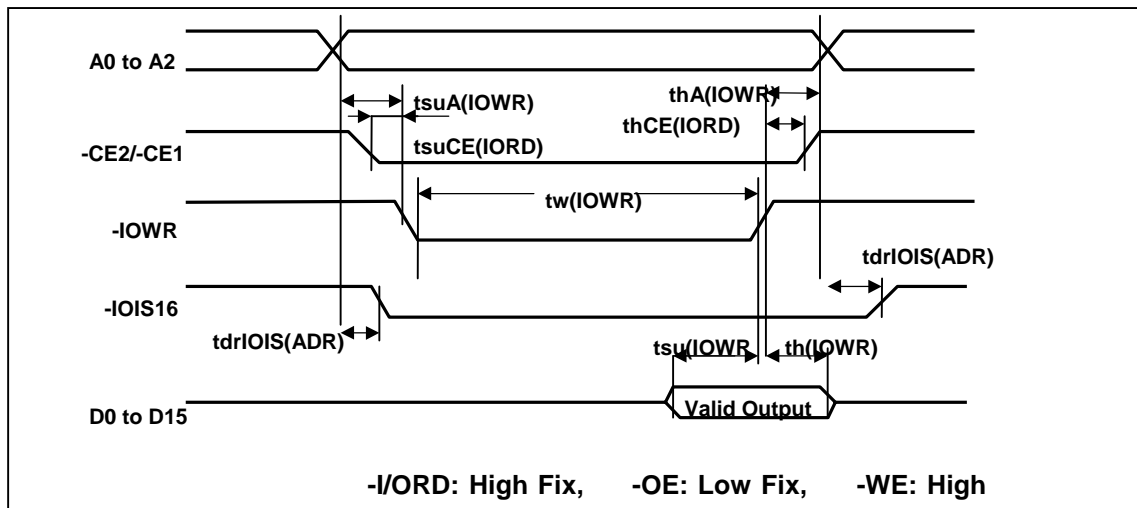 A0 to A2
tsuA(IOWR)
thA(IOWR)
thCE(IORD)
-CE2/-CE1
tsuCE(IORD)
tw(IOWR)
-IOWR
tdrIOIS(ADR)
-IOIS16
tdrIOIS(ADR)
tsu(IOWR
th(IOWR)
D0 to D15
Valid Output
-I/ORD: High Fix, -OE: Low Fix, -WE: High